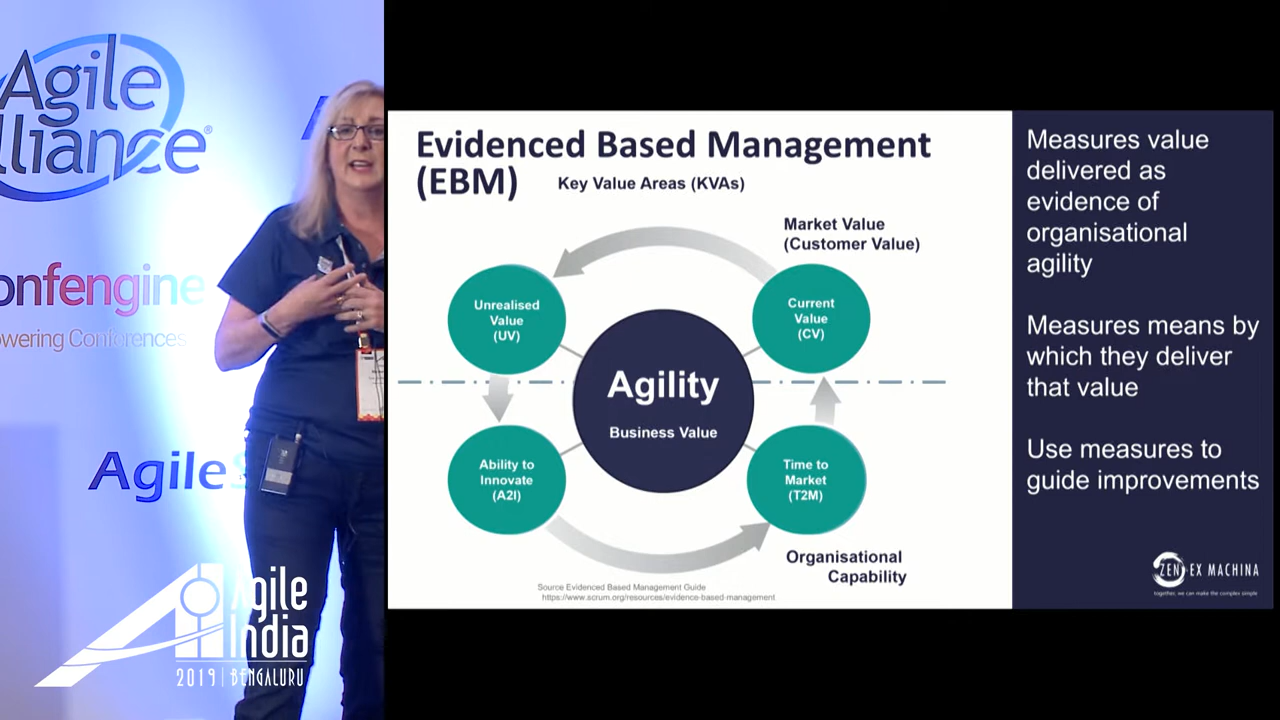 Agile
lliance®
onfengine
owering Conferences
Agile
Agile
India
2019 | BENGALURU
Evidenced Based Management
(EBM)
Key Value Areas (KVAs)
Market Value
(Customer Value)
Unrealised
Value
(UV)
Current
Value
(CV)
Agility
Business Value
Ability to
Innovate
(A2I)
Time to
Market
(T2M)
Organisational
Capability
Source Evidenced Based Management Guide
https://www.scrum.org/resources/evidence-based-management
Measures value
delivered as
evidence of
organisational
agility
Measures means by
which they deliver
that value
Use measures to
guide improvements
ZEN EX MACHINA
together, we can make the complex simple